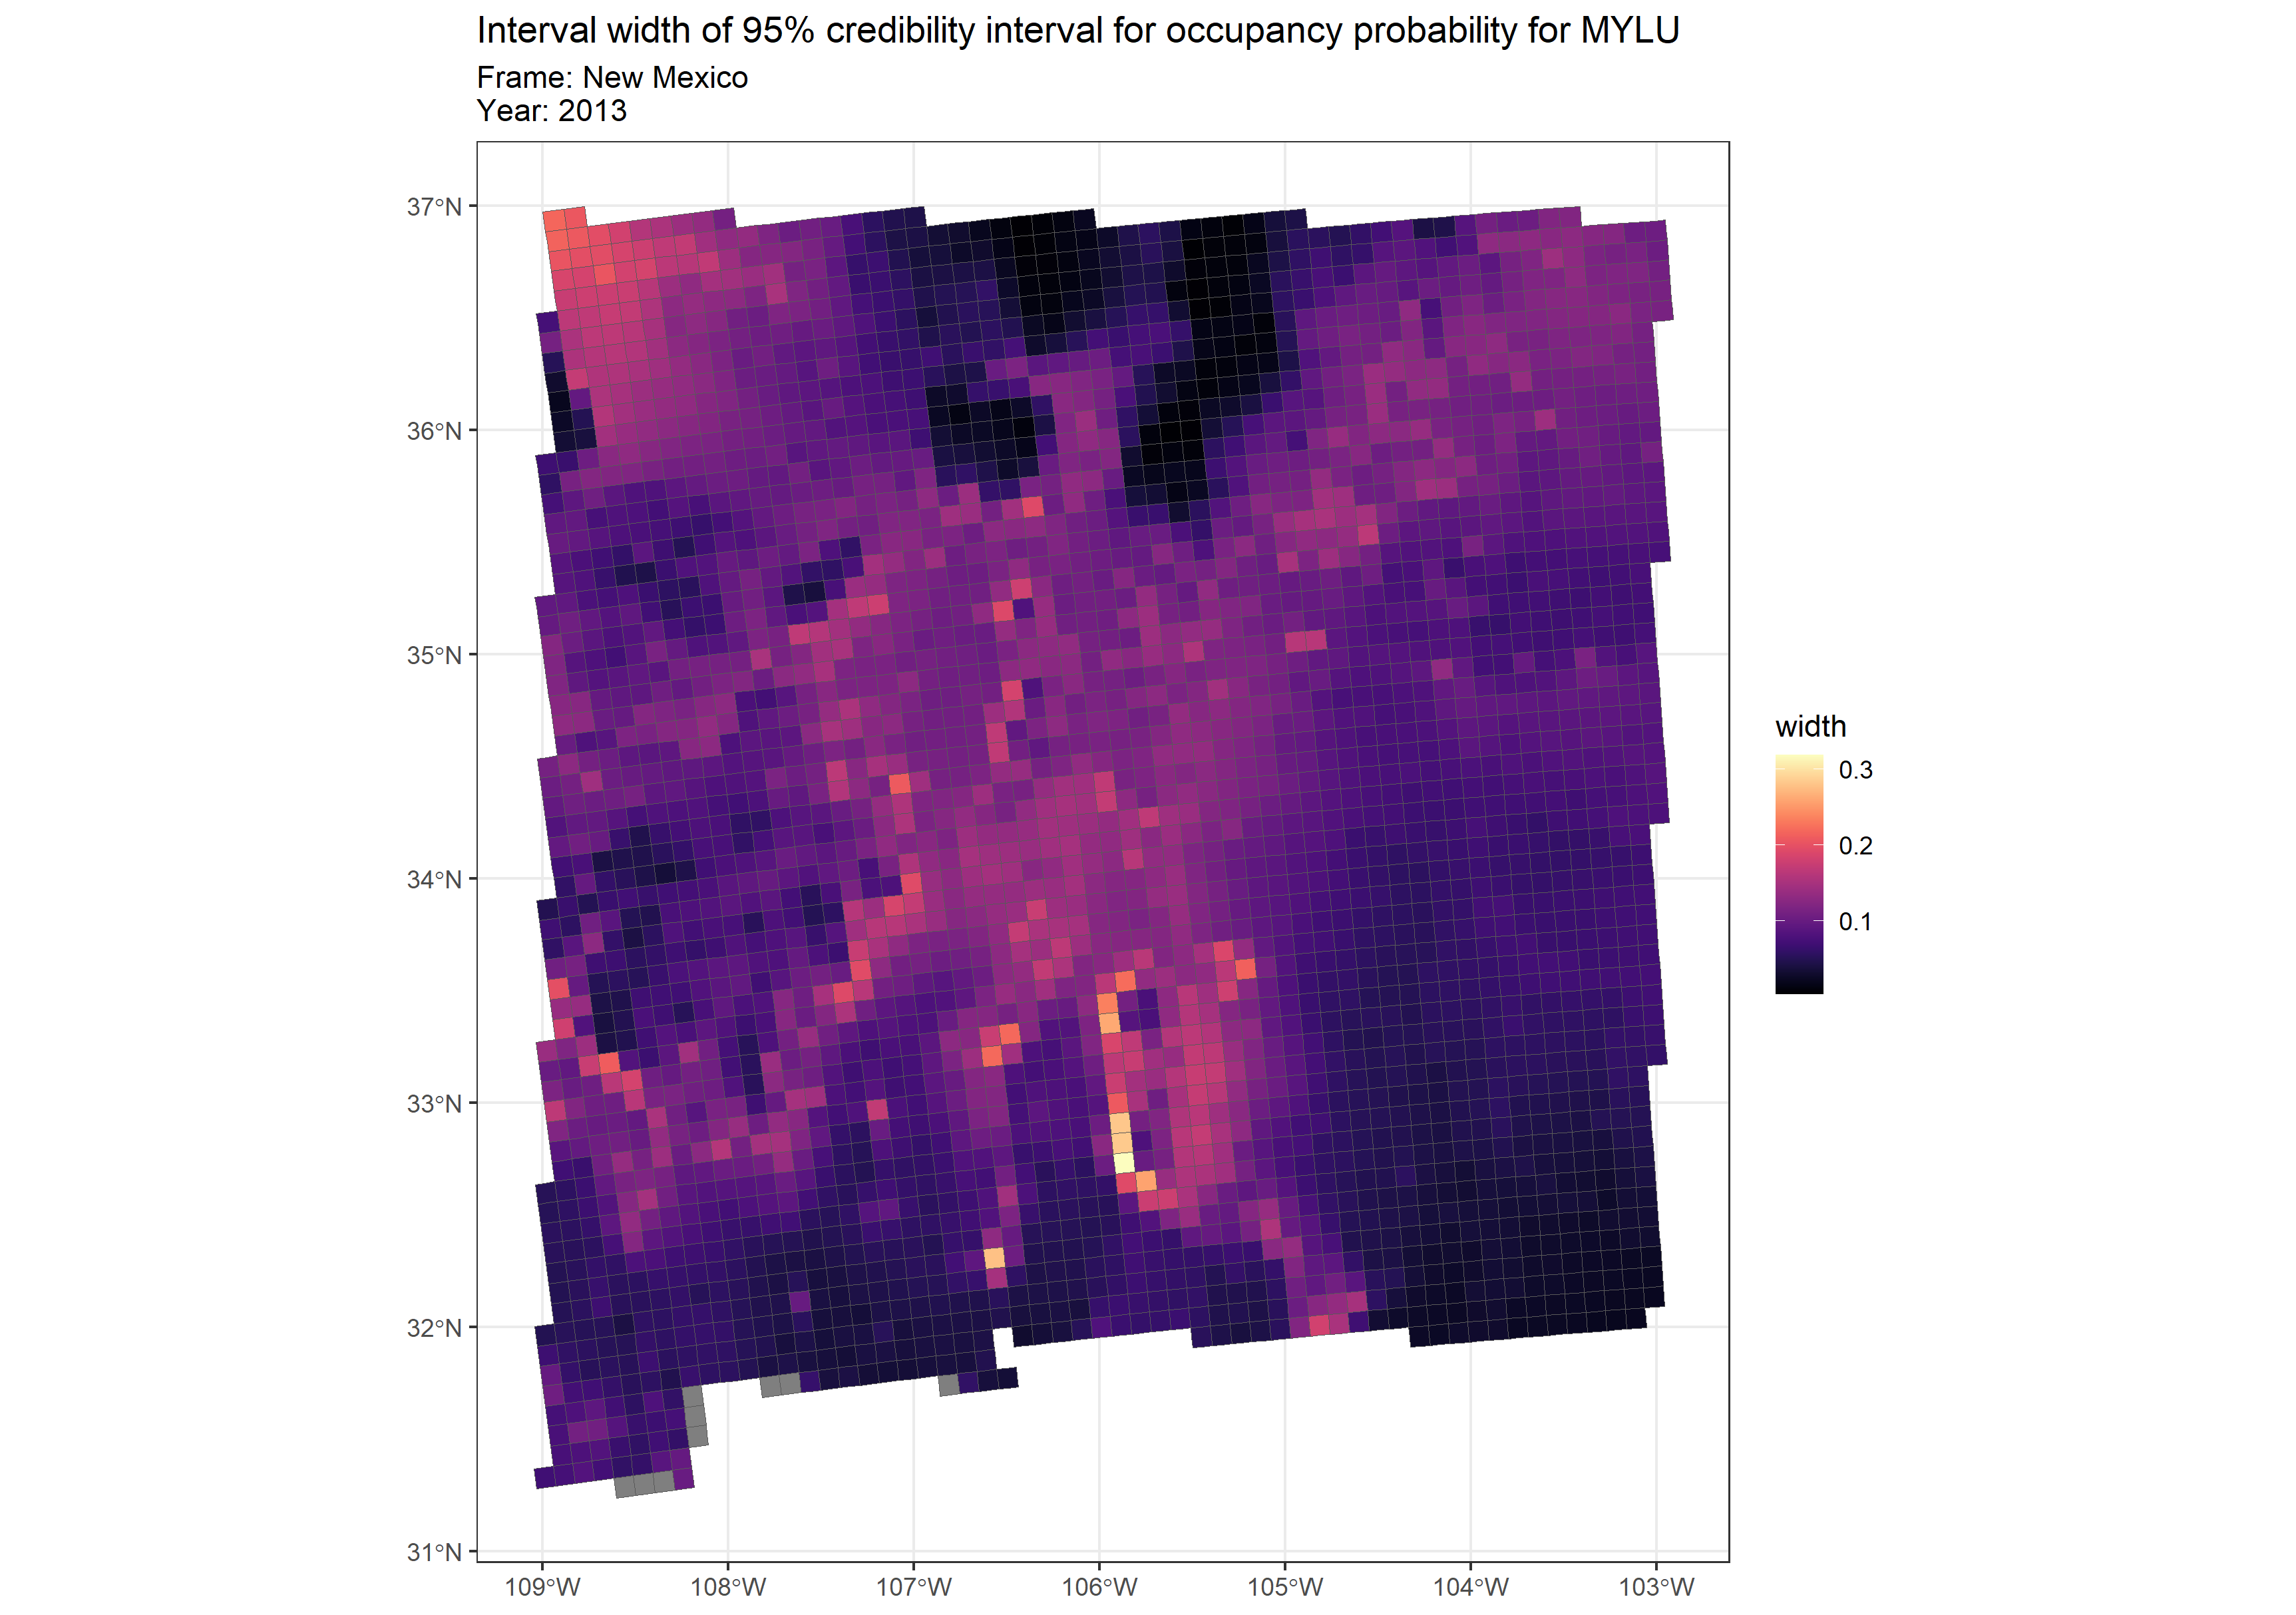 Interval width of 95% credibility interval for occupancy probability for MYLU
Frame: New Mexico
Year: 2013
37°N
36°N
35°N
34°N
33°N
32°N
31°N
109°W
108°W
107°W
106°W
105°W
104°W
103°W
width
0.3
0.2
0.1